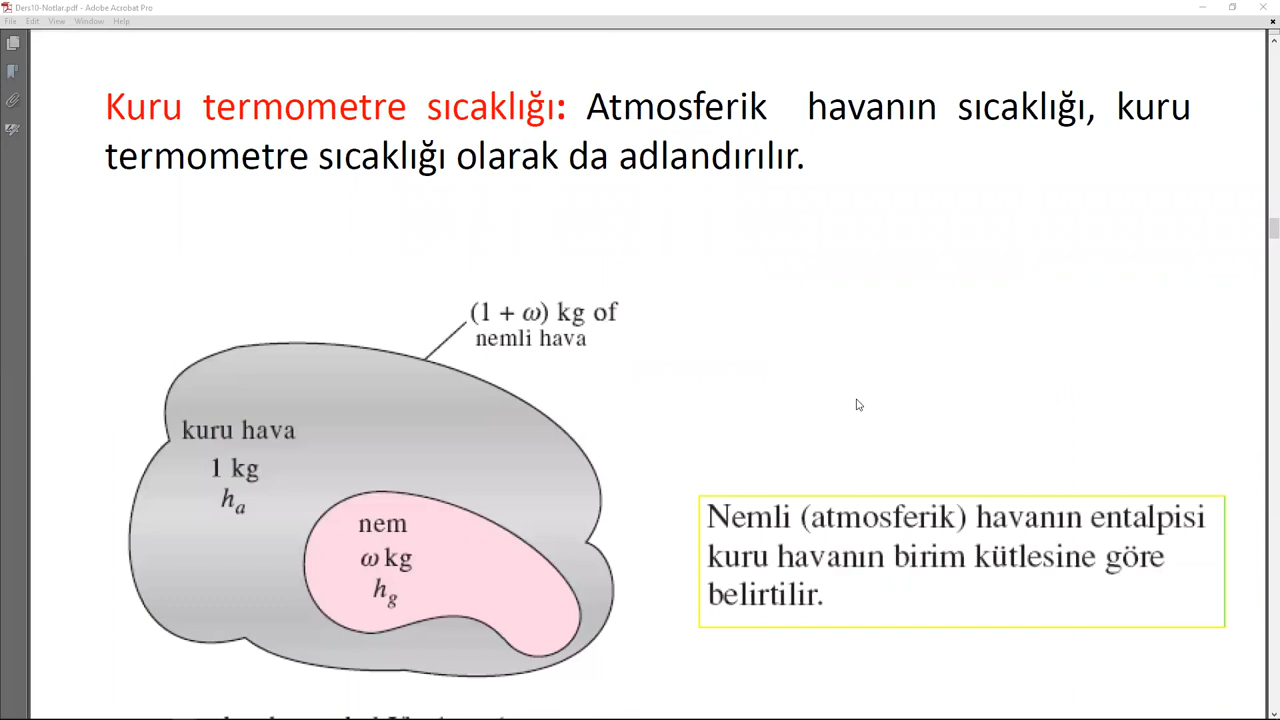 Ders10-Notlar.pdf - Adobe Acrobat Pro
File Edit View Window Help
Kuru termometre sıcaklığı: Atmosferik havanın sıcaklığı, kuru
termometre sıcaklığı olarak da adlandırılır.
(1 + ω) kg of
nemli hava
kuru hava
1 kg
hₐ
nem
ω kg
h_g
Nemli (atmosferik) havanın entalpisi
kuru havanın birim kütlesine göre
belirtilir.